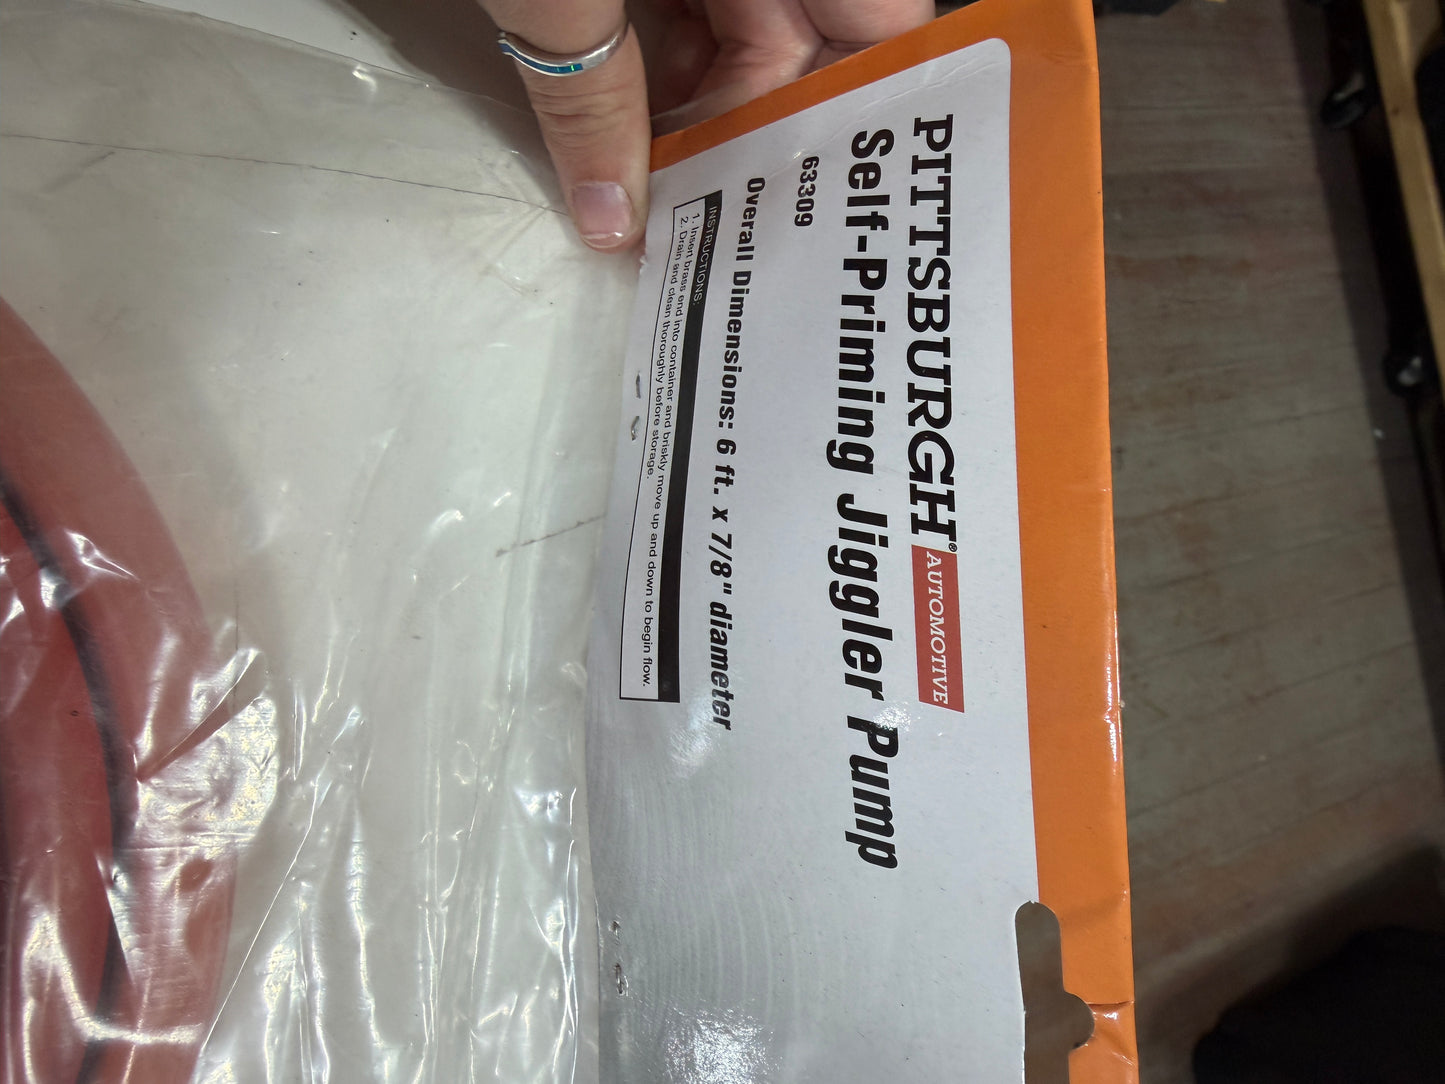 PITTSBURGH® AUTOMOTIVE
Self-Priming Jiggler Pump
63309
Overall Dimensions: 6 ft. x 7/8" diameter
INSTRUCTIONS:
1. Insert brass end into container and briskly move up and down to begin flow.
2. Drain and clean thoroughly before storage.